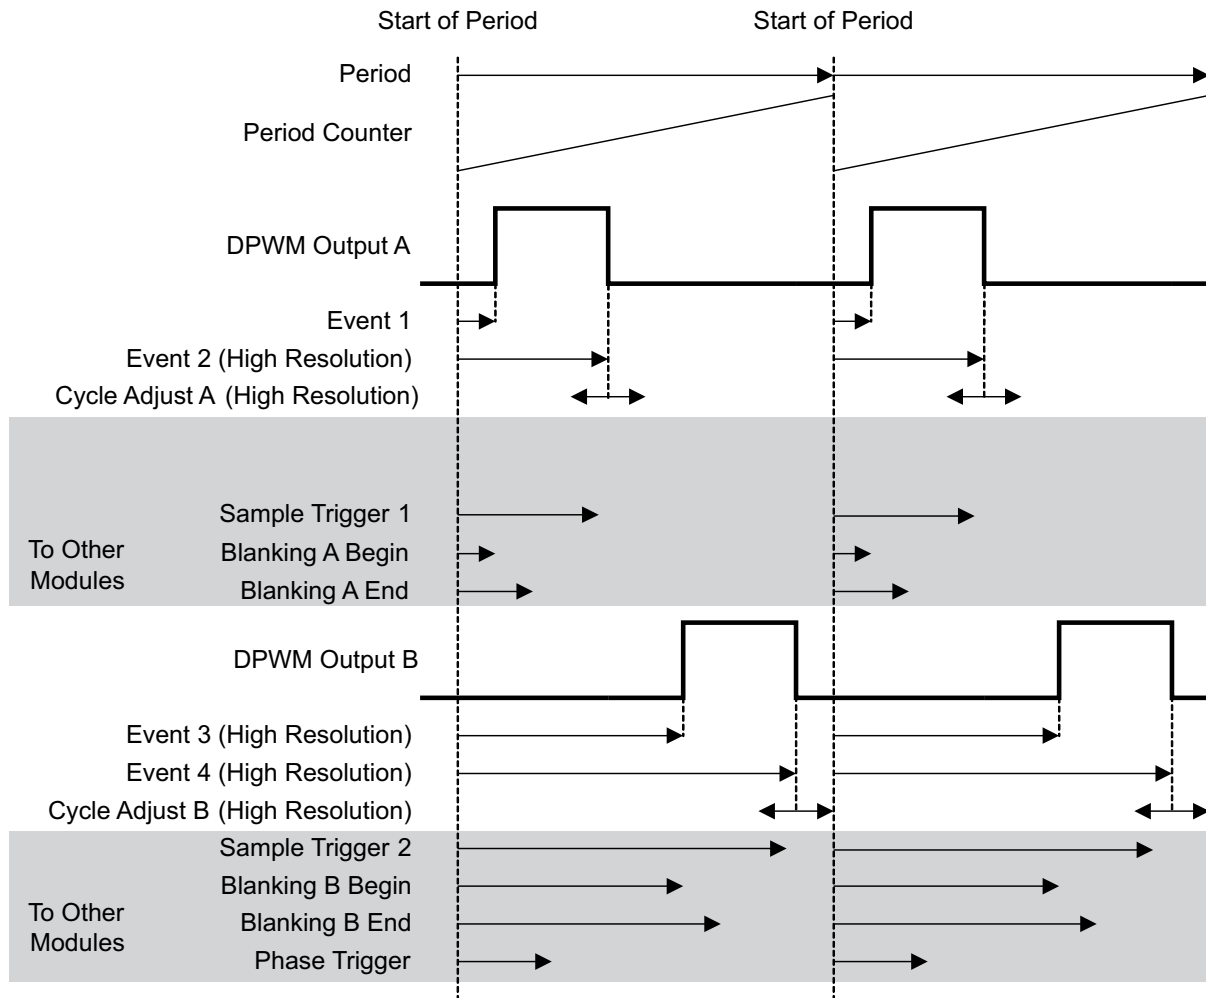 Start of Period
Start of Period
Period
Period Counter
DPWM Output A
Event 1
Event 2 (High Resolution)
Cycle Adjust A (High Resolution)
To Other
Modules
Sample Trigger 1
Blanking A Begin
Blanking A End
DPWM Output B
Event 3 (High Resolution)
Event 4 (High Resolution)
Cycle Adjust B (High Resolution)
To Other
Modules
Sample Trigger 2
Blanking B Begin
Blanking B End
Phase Trigger